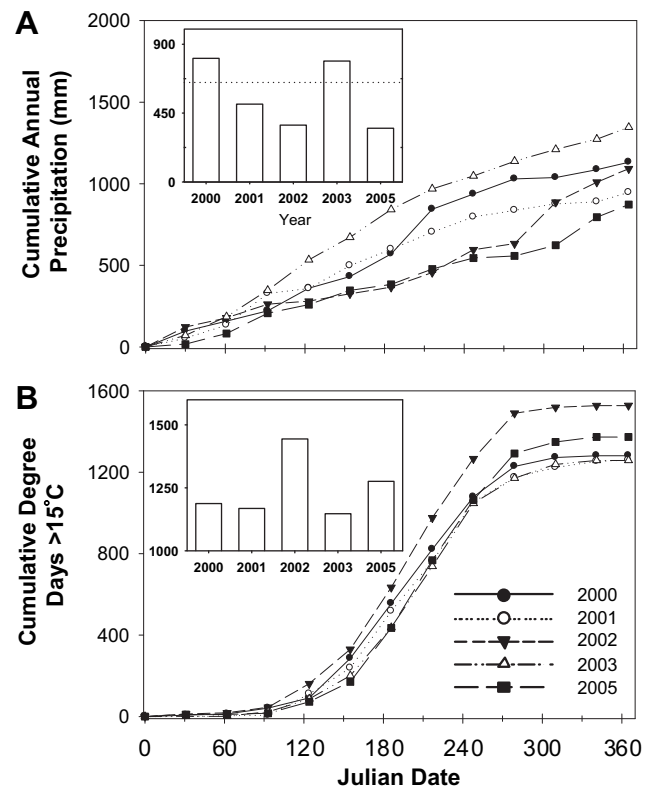 A
Cumulative Annual
Precipitation (mm)
2000
1500
1000
500
0
900
450
0
2000 2001 2002 2003 2005
Year
B
Cumulative Degree
Days >15°C
1600
1200
800
400
0
1500
1250
1000
2000 2001 2002 2003 2005
2000
2001
2002
2003
2005
0 60 120 180 240 300 360
Julian Date